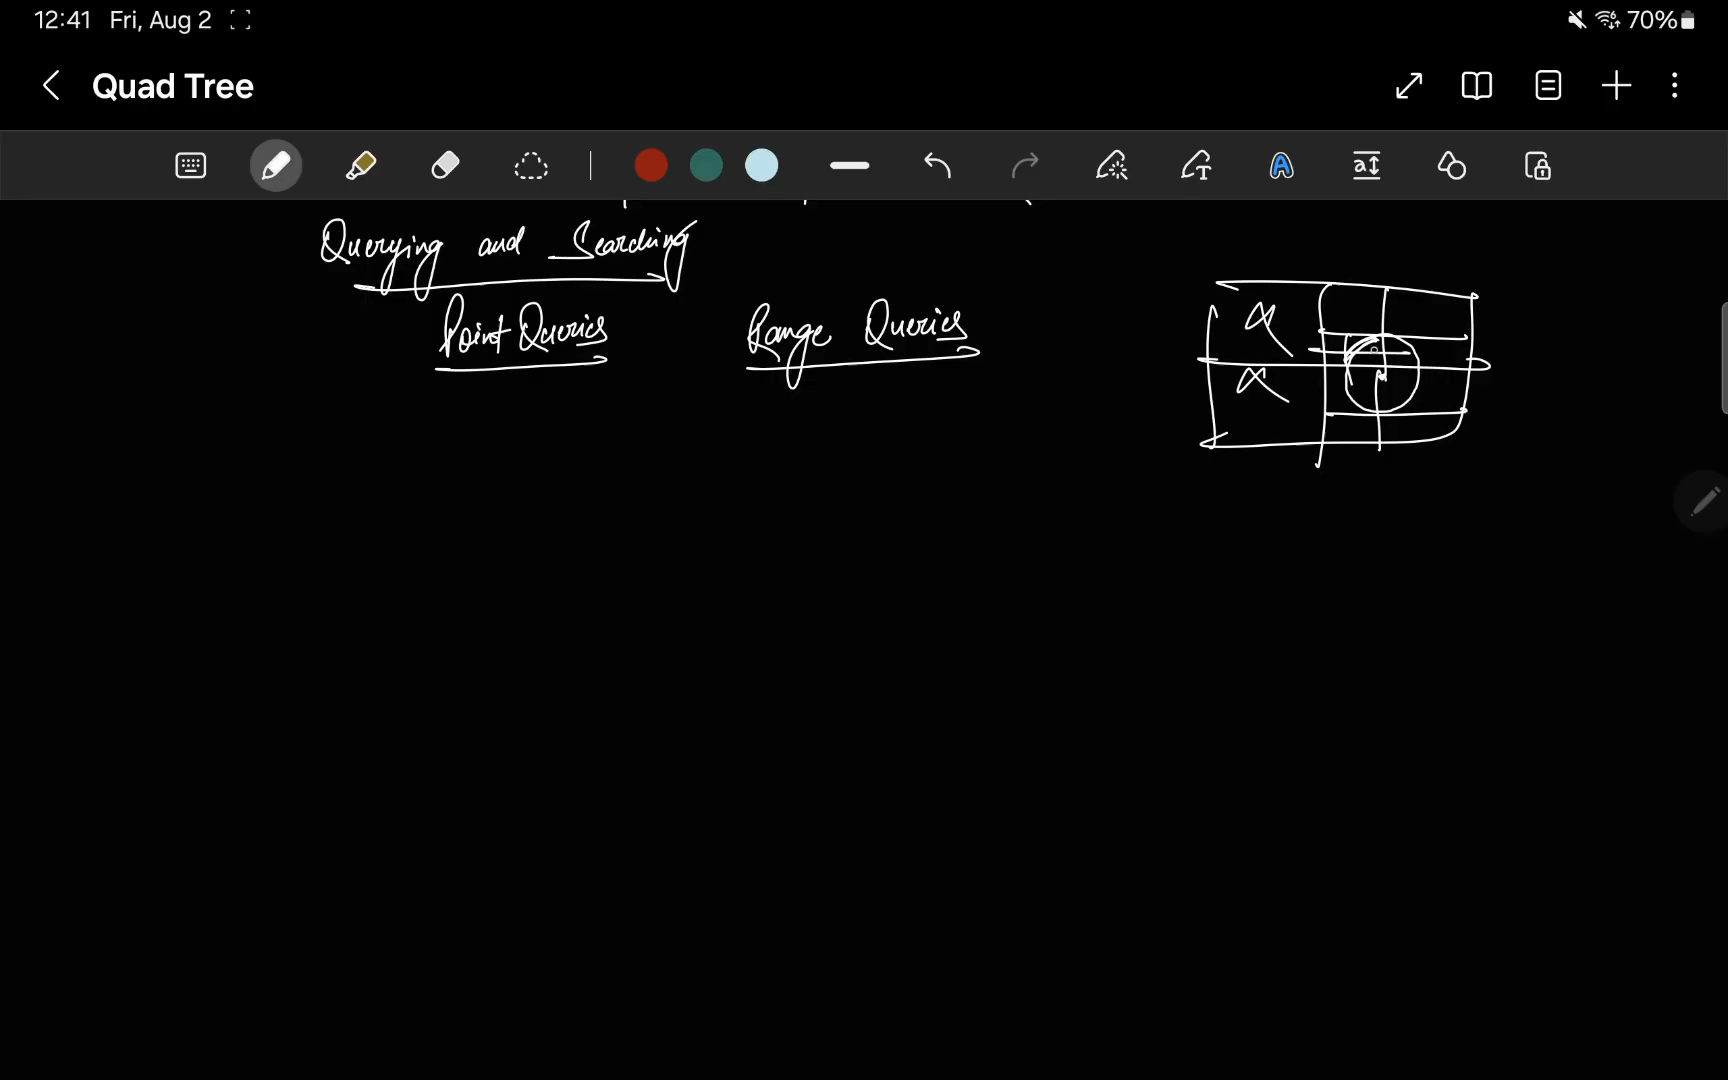 12:41 Fri, Aug 2 70%
Quad Tree
Querying and Searching
Point Queries Range Queries